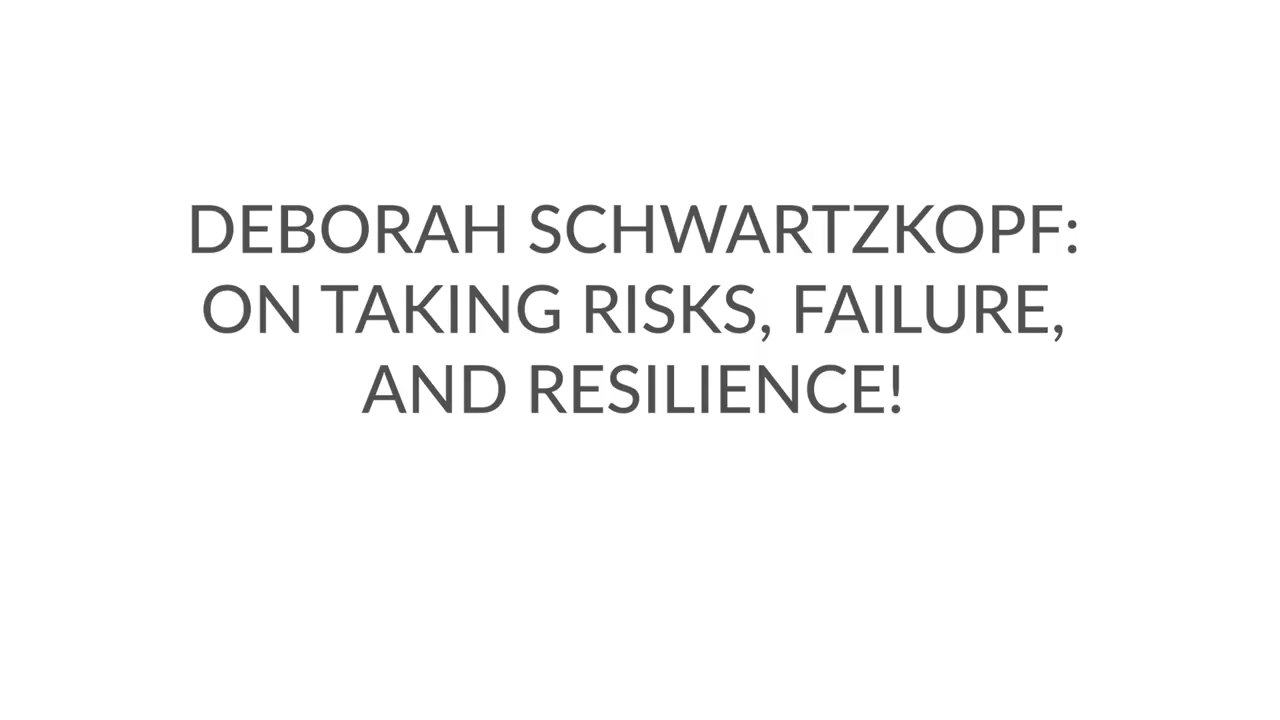 DEBORAH SCHWARTZKOPF:
ON TAKING RISKS, FAILURE,
AND RESILIENCE!